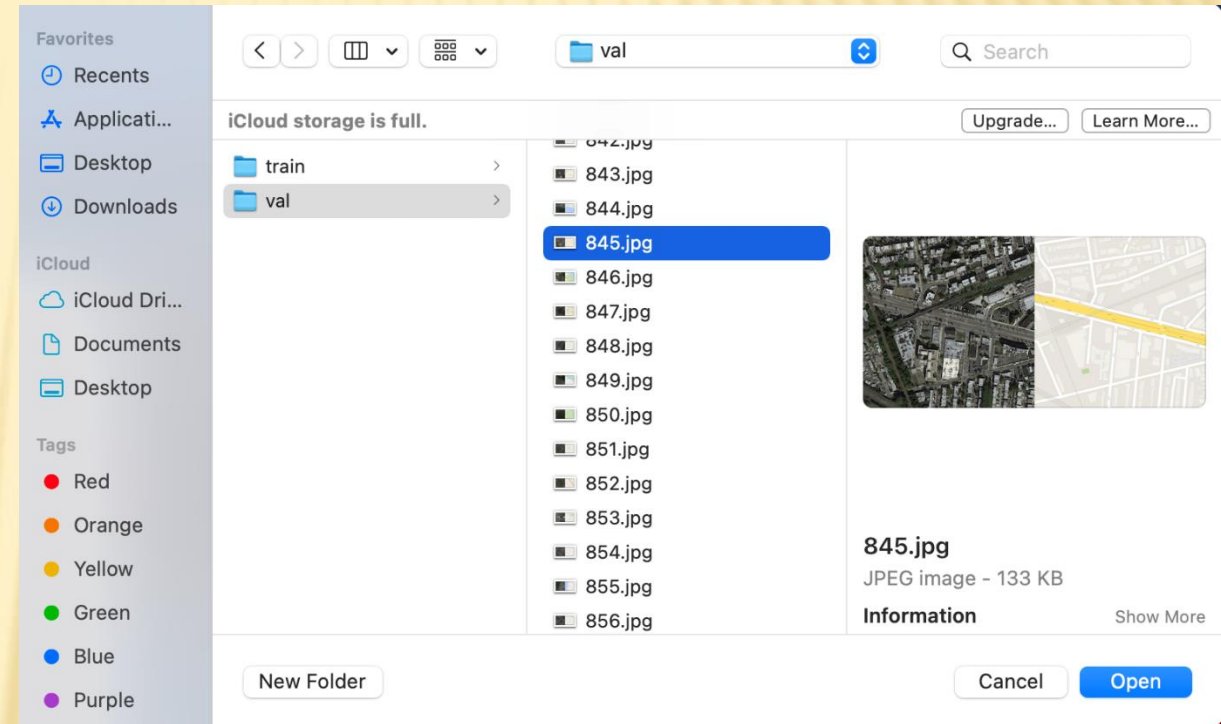 Favorites
Recents
Applicati...
Desktop
Downloads
iCloud
iCloud Dri...
Documents
Desktop
Tags
Red
Orange
Yellow
Green
Blue
Purple
val
Search
iCloud storage is full.
Upgrade...
Learn More...
train
val
842.jpg
843.jpg
844.jpg
845.jpg
846.jpg
847.jpg
848.jpg
849.jpg
850.jpg
851.jpg
852.jpg
853.jpg
854.jpg
855.jpg
856.jpg
845.jpg
JPEG image - 133 KB
Information Show More
New Folder
Cancel
Open